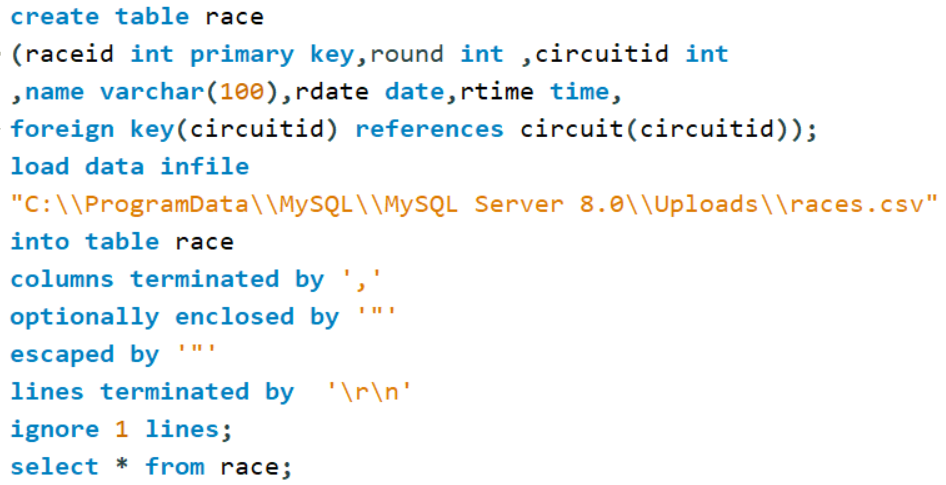 create table race
(raceid int primary key,round int ,circuitid int
,name varchar(100),rdate date,rtime time,
foreign key(circuitid) references circuit(circuitid));
load data infile
"C:\\ProgramData\\MySQL\\MySQL Server 8.0\\Uploads\\races.csv"
into table race
columns terminated by ','
optionally enclosed by '"'
escaped by '"'
lines terminated by  '\r\n'
ignore 1 lines;
select * from race;